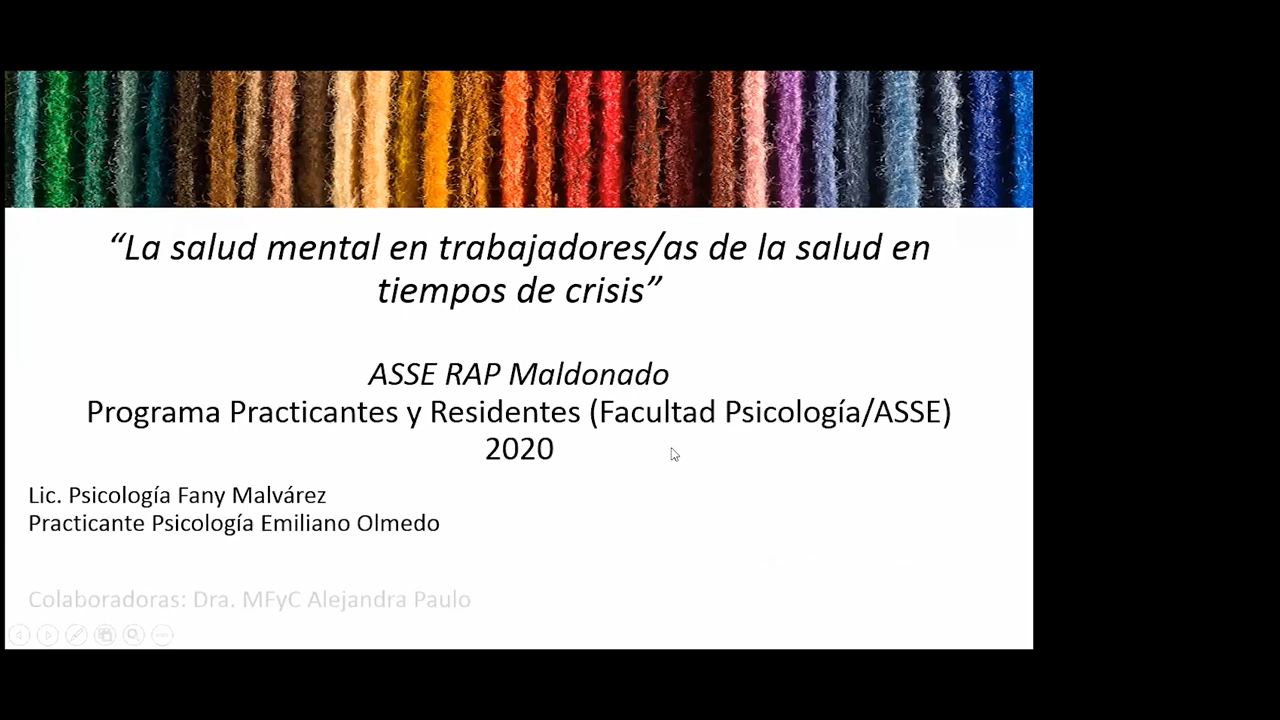 “La salud mental en trabajadores/as de la salud en
tiempos de crisis”
ASSE RAP Maldonado
Programa Practicantes y Residentes (Facultad Psicología/ASSE)
2020
Lic. Psicología Fany Malvárez
Practicante Psicología Emiliano Olmedo
Colaboradoras: Dra. MFyC Alejandra Paulo